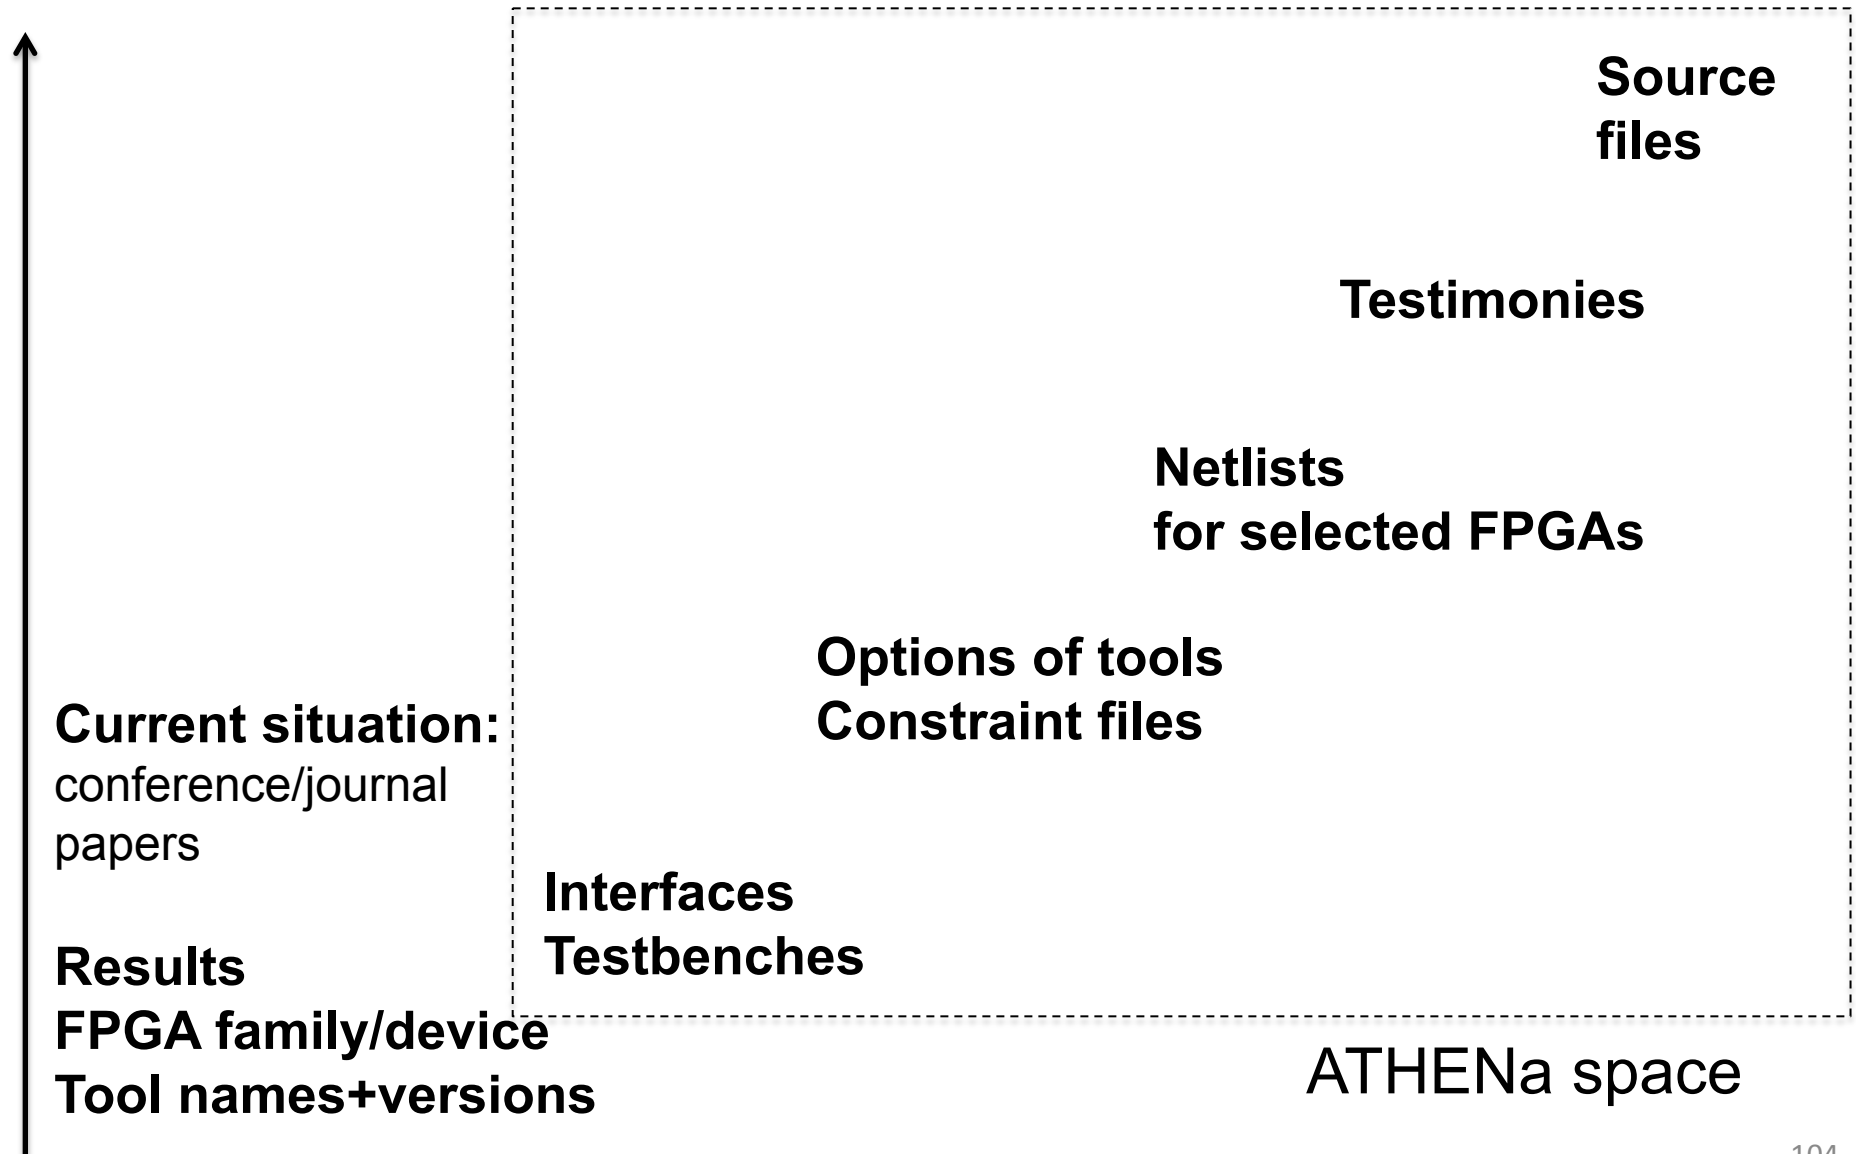 Source
files
Testimonies
Netlists
for selected FPGAs
Options of tools
Constraint files
Current situation:
conference/journal
papers
Interfaces
Testbenches
Results
FPGA family/device
Tool names+versions
ATHENa space
104